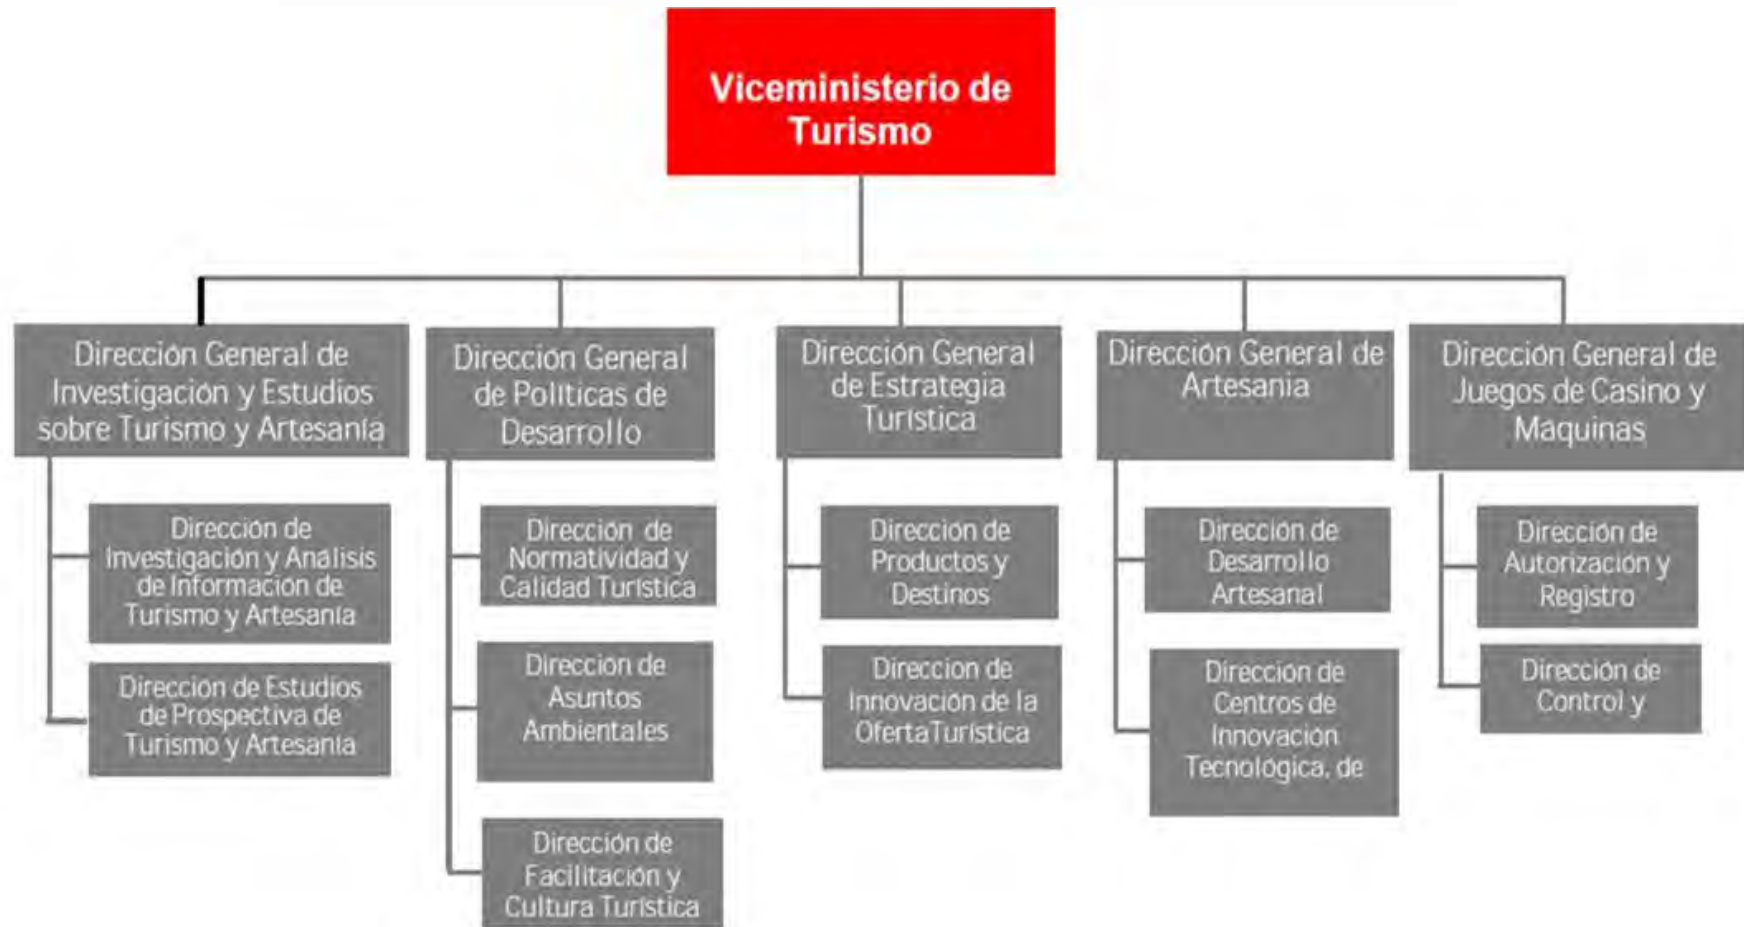 Viceministerio de
Turismo
Dirección General de
Investigación y Estudios
sobre Turismo y Artesanía
Dirección de
Investigación y Análisis
de Información de
Turismo y Artesanía
Dirección de Estudios
de Prospectiva de
Turismo y Artesanía
Dirección General
de Políticas de
Desarrollo
Dirección de
Normatividad y
Calidad Turística
Dirección de
Asuntos
Ambientales
Dirección de
Facilitación y
Cultura Turística
Dirección General
de Estrategia
Turística
Dirección de
Productos y
Destinos
Dirección de
Innovación de la
OfertaTurística
Dirección General de
Artesania
Dirección de
Desarrollo
Artesanal
Dirección de
Centros de
Innovación
Tecnológica, de
Dirección General de
Juegos de Casino y
Máquinas
Dirección de
Autorización y
Registro
Dirección de
Control y